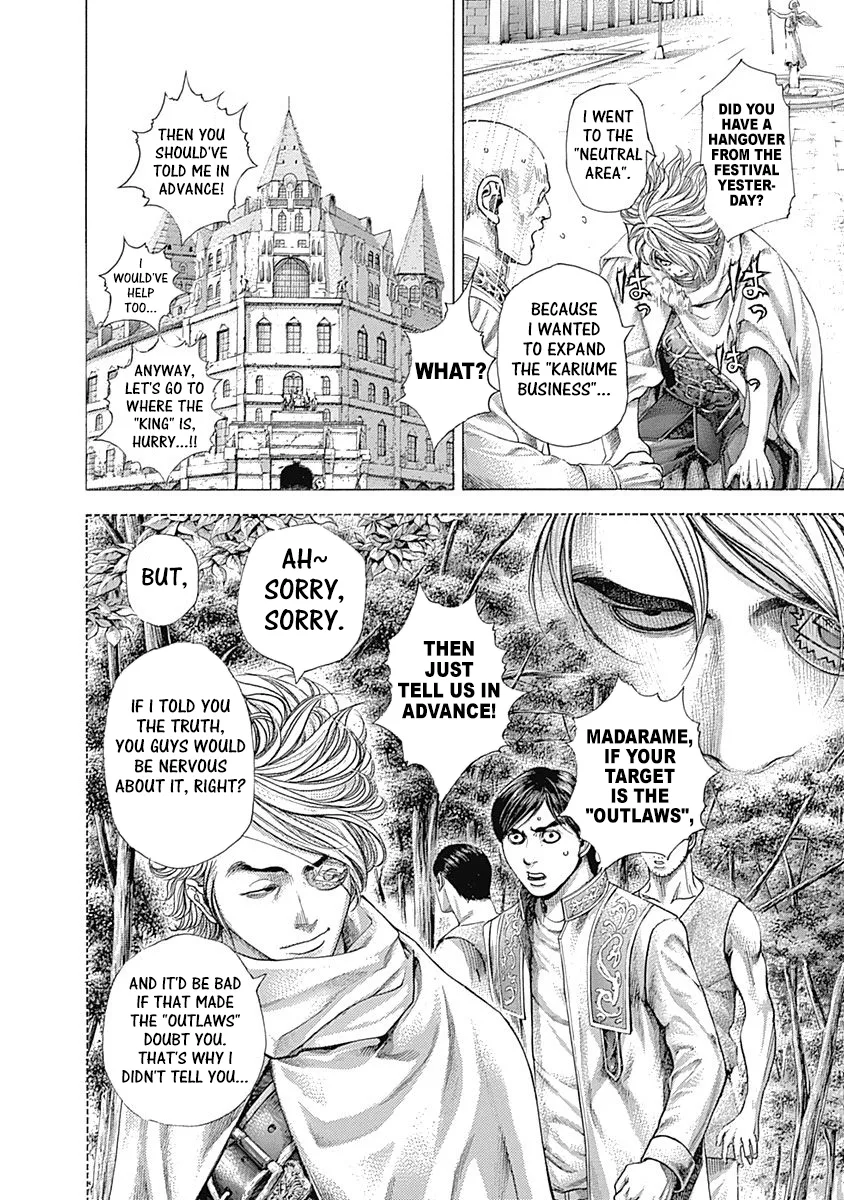 DID YOU
HAVE A
HANGOVER
FROM THE
FESTIVAL
YESTER-
DAY?
I WENT
TO THE
"NEUTRAL
AREA".
はっ
はっ
BECAUSE
I WANTED
TO EXPAND
THE "KARIUME
BUSINESS"...
WHAT?
THEN YOU
SHOULD'VE
TOLD ME IN
ADVANCE!
I
WOULD'VE
HELP
TOO...
ANYWAY,
LET'S GO TO
WHERE THE
"KING" IS,
HURRY...!!
MADARAME,
IF YOUR
TARGET
IS THE
"OUTLAWS",
THEN
JUST
TELL US IN
ADVANCE!
AH~
SORRY,
SORRY.
BUT,
IF I TOLD YOU
THE TRUTH,
YOU GUYS WOULD
BE NERVOUS
ABOUT IT, RIGHT?
AND IT'D BE BAD
IF THAT MADE
THE "OUTLAWS"
DOUBT YOU.
THAT'S WHY I
DIDN'T TELL YOU...